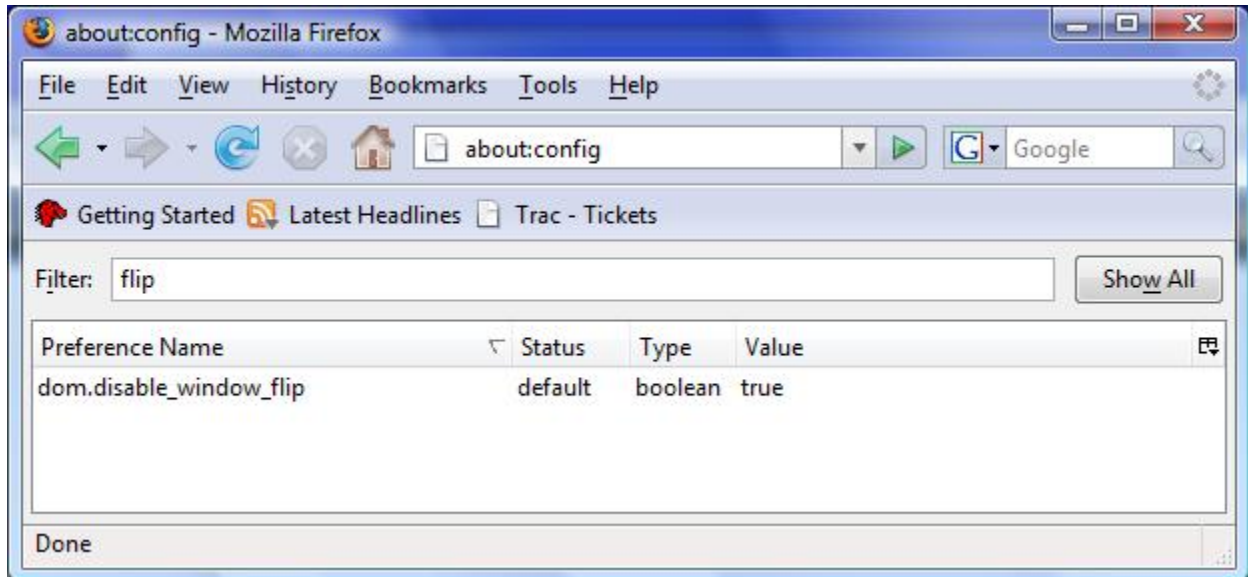 about:config - Mozilla Firefox
File Edit View History Bookmarks Tools Help
about:config G Google
Getting Started Latest Headlines Trac - Tickets
Filter: flip Show All
Preference Name Status Type Value
dom.disable_window_flip default boolean true
Done